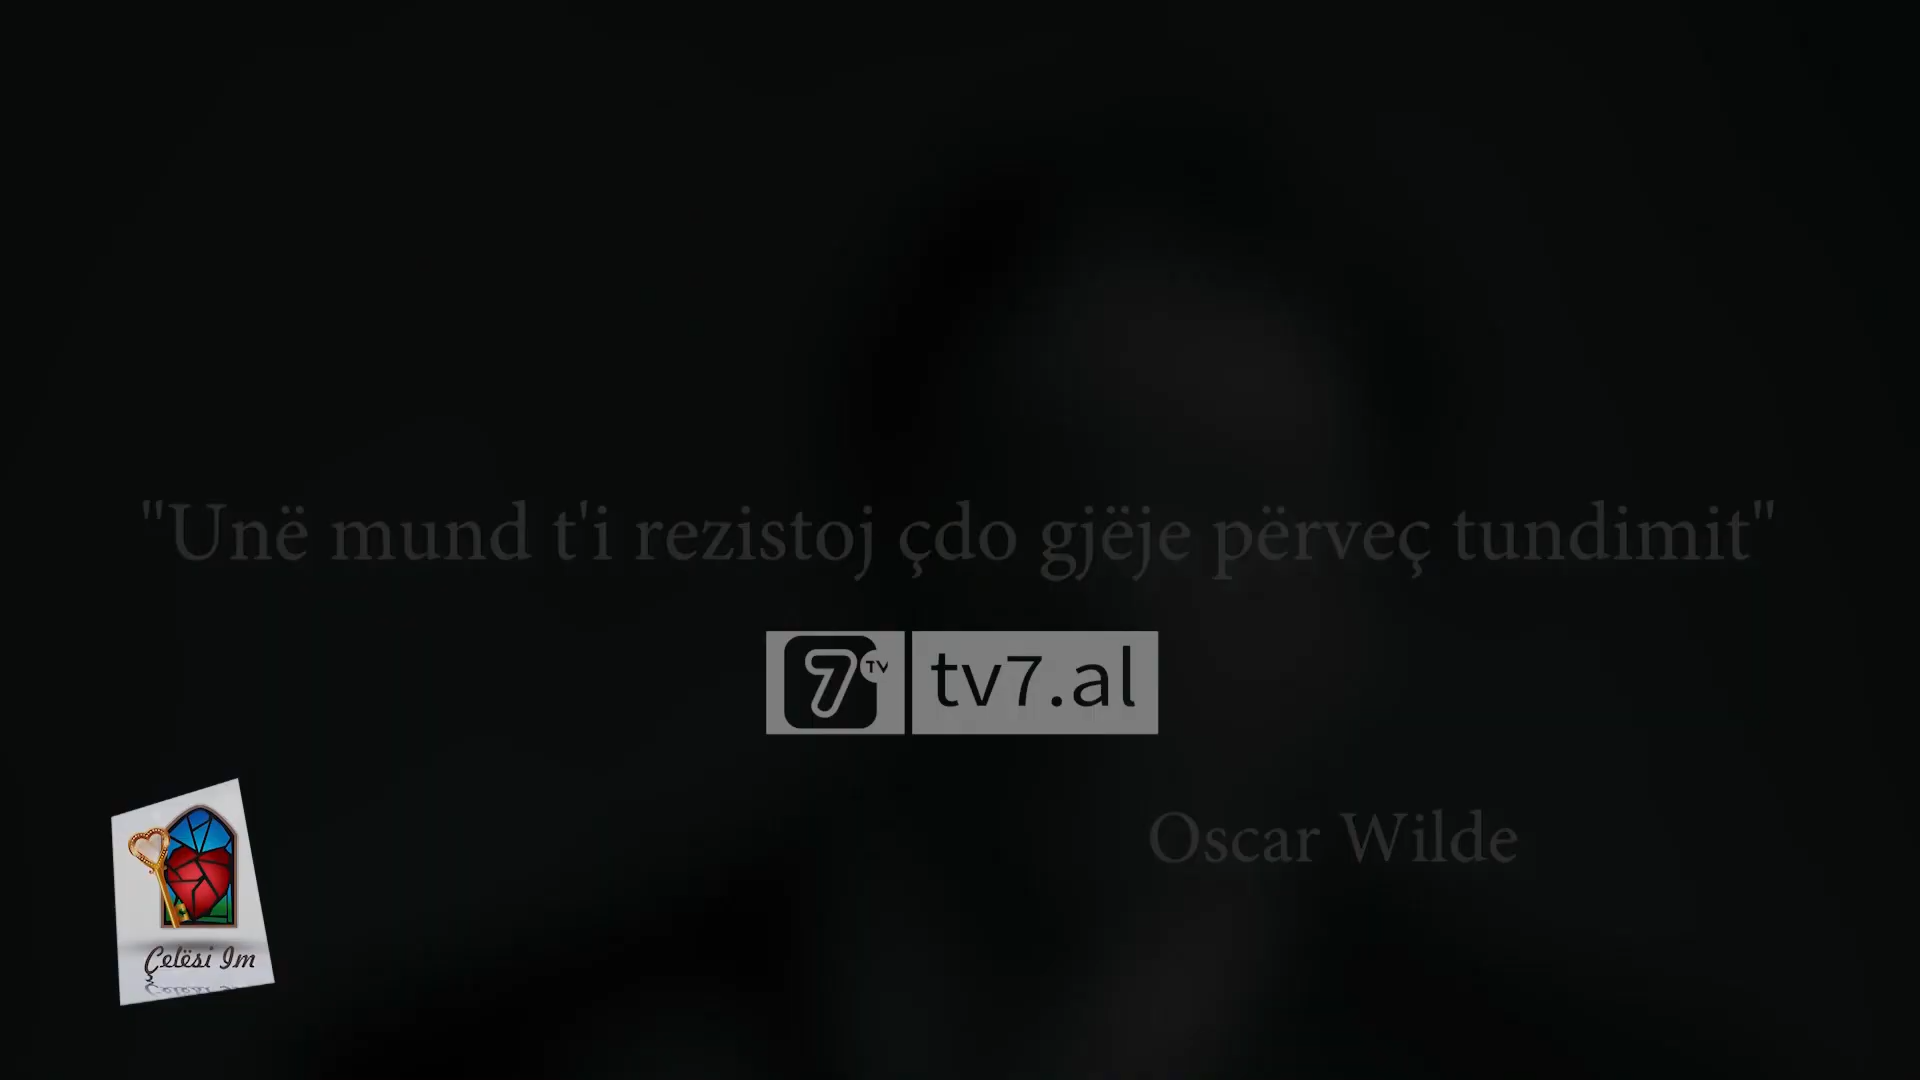 "Unë mund t'i rezistoj çdo gjëje përveç tundimit"
7 TV tv7.al
Oscar Wilde
Çelësi Im